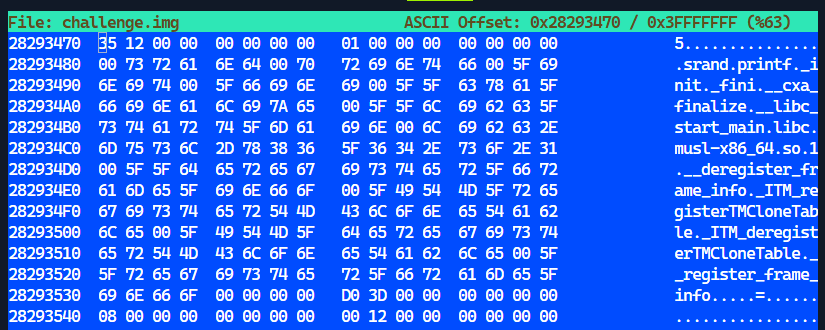 File: challenge.img ASCII Offset: 0x28293470 / 0x3FFFFFFF (%63)
28293470 35 12 00 00 00 00 00 00 01 00 00 00 00 00 00 00 5...............
28293480 00 73 72 61 6E 64 00 70 72 69 6E 74 66 00 5F 69 .srand.printf._i
28293490 6E 69 74 00 5F 66 69 6E 69 00 5F 5F 63 78 61 5F nit._fini.__cxa_
282934A0 66 69 6E 61 6C 69 7A 65 00 5F 5F 6C 69 62 63 5F finalize.__libc_
282934B0 73 74 61 72 74 5F 6D 61 69 6E 00 6C 69 62 63 2E start_main.libc.
282934C0 6D 75 73 6C 2D 78 38 36 5F 36 34 2E 73 6F 2E 31 musl-x86_64.so.1
282934D0 00 5F 5F 64 65 72 65 67 69 73 74 65 72 5F 66 72 .__deregister_fr
282934E0 61 6D 65 5F 69 6E 66 6F 00 5F 49 54 4D 5F 72 65 ame_info._ITM_re
282934F0 67 69 73 74 65 72 54 4D 43 6C 6F 6E 65 54 61 62 gisterTMCloneTab
28293500 6C 65 00 5F 49 54 4D 5F 64 65 72 65 67 69 73 74 le._ITM_deregist
28293510 65 72 54 4D 43 6C 6F 6E 65 54 61 62 6C 65 00 5F erTMCloneTable._
28293520 5F 72 65 67 69 73 74 65 72 5F 66 72 61 6D 65 5F _register_frame_
28293530 69 6E 66 6F 00 00 00 00 D0 3D 00 00 00 00 00 00 info.....=......
28293540 08 00 00 00 00 00 00 00 00 12 00 00 00 00 00 00 ................